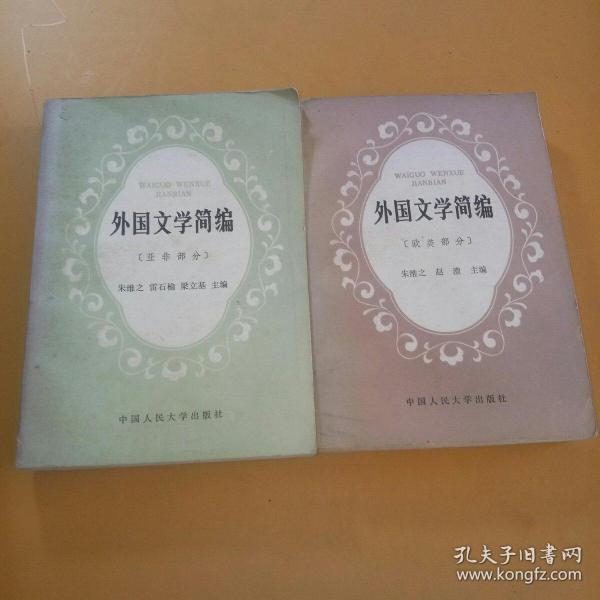 WAIGUO WENXUE
JIANBIAN
外国文学简编
〔亚非部分〕
朱维之 雷石榆 梁立基 主编
中国人民大学出版社
WAIGUO WENXUE
JIANBIAN
外国文学简编
〔欧美部分〕
朱维之 赵澧 主编
中国人民大学出版社
孔夫子旧书网
www.kongfz.com